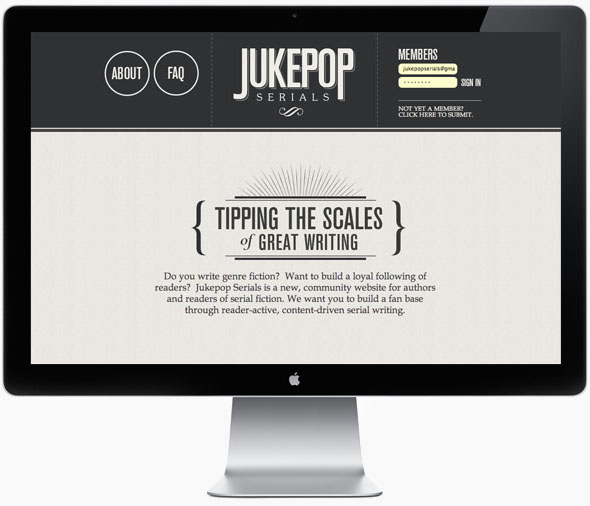 ABOUT
FAQ
JUKEPOP
SERIALS
MEMBERS
jukepopserials@gma
SIGN IN
NOT YET A MEMBER?
CLICK HERE TO SUBMIT.
TIPPING THE SCALES
of GREAT WRITING
Do you write genre fiction? Want to build a loyal following of
readers? Jukepop Serials is a new, community website for authors
and readers of serial fiction. We want you to build a fan base
through reader-active, content-driven serial writing.